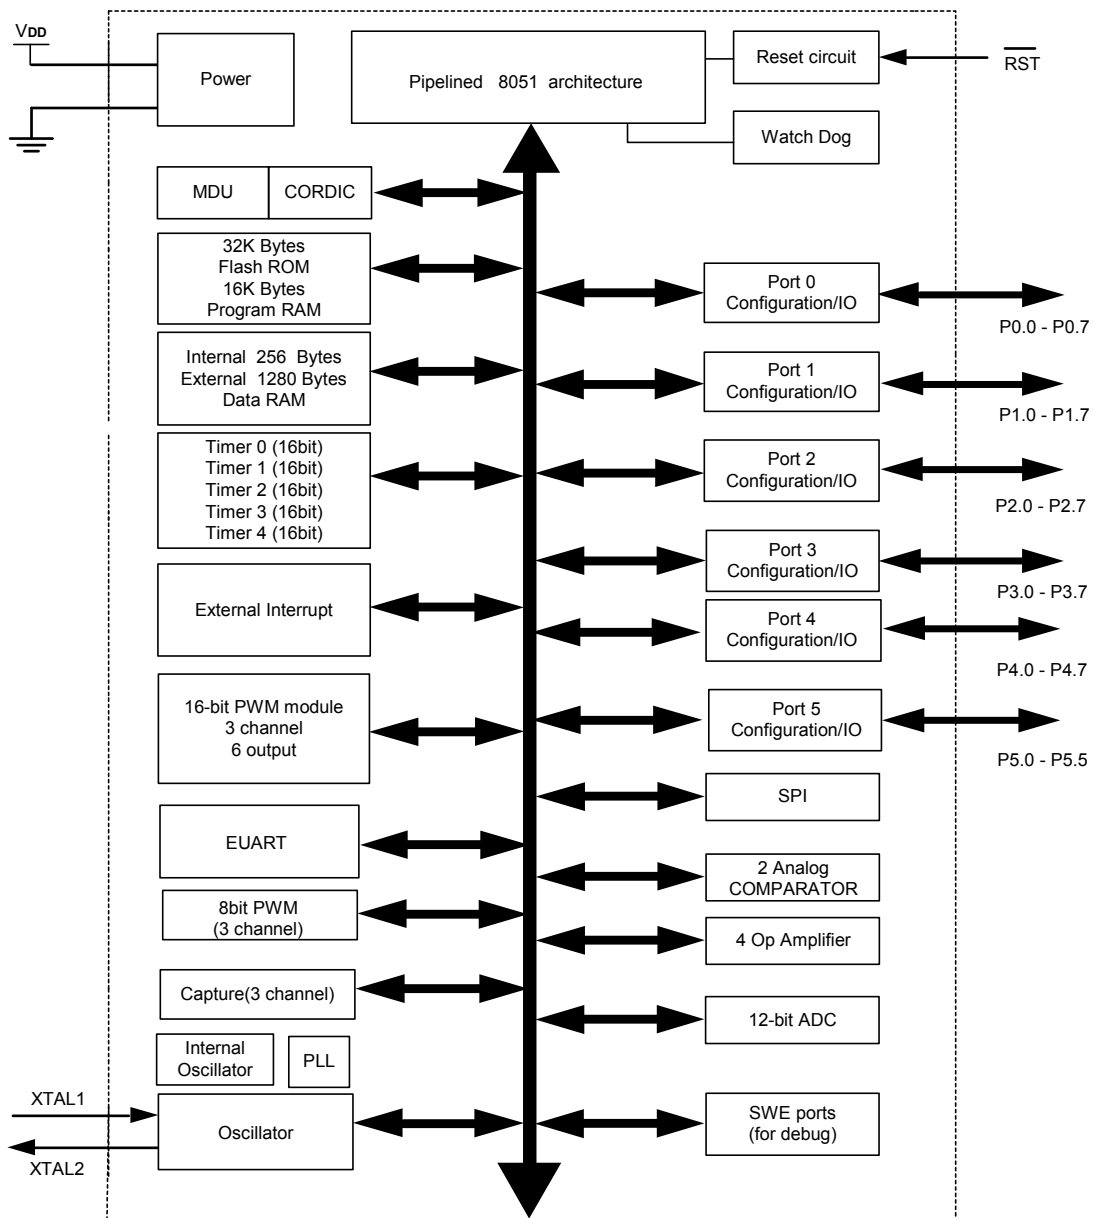 VDD
Power
Pipelined 8051 architecture
Reset circuit
RST
Watch Dog
MDU
CORDIC
32K Bytes
Flash ROM
16K Bytes
Program RAM
Port 0
Configuration/IO
P0.0 - P0.7
Internal 256 Bytes
External 1280 Bytes
Data RAM
Port 1
Configuration/IO
P1.0 - P1.7
Timer 0 (16bit)
Timer 1 (16bit)
Timer 2 (16bit)
Timer 3 (16bit)
Timer 4 (16bit)
Port 2
Configuration/IO
P2.0 - P2.7
Port 3
Configuration/IO
P3.0 - P3.7
External Interrupt
Port 4
Configuration/IO
P4.0 - P4.7
16-bit PWM module
3 channel
6 output
Port 5
Configuration/IO
P5.0 - P5.5
SPI
EUART
2 Analog
COMPARATOR
8bit PWM
(3 channel)
4 Op Amplifier
Capture(3 channel)
12-bit ADC
Internal
Oscillator
PLL
XTAL1
Oscillator
XTAL2
SWE ports
(for debug)